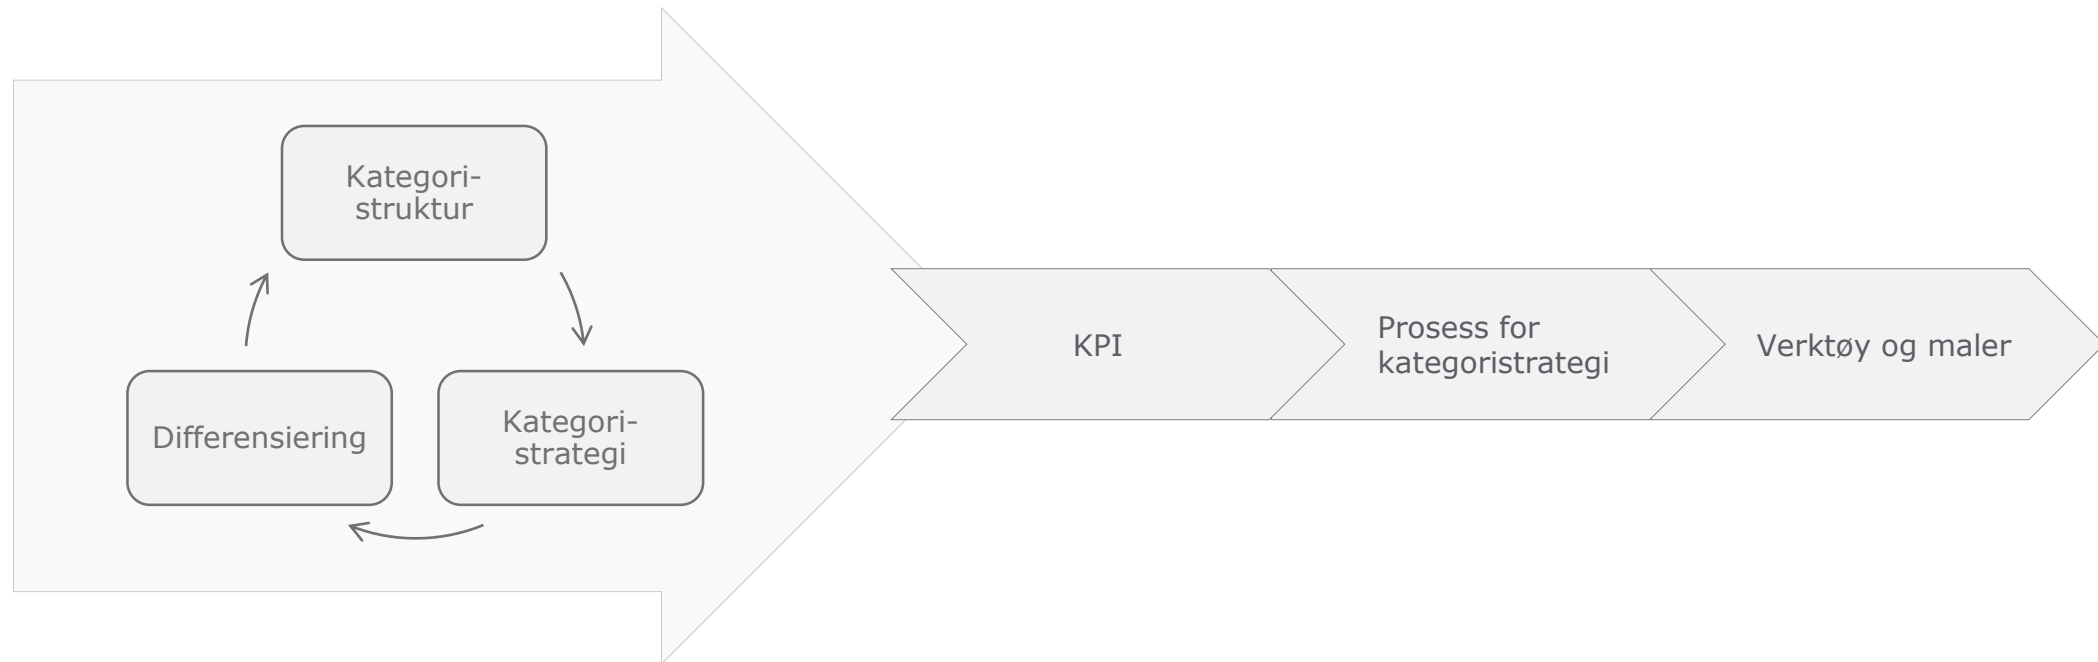 Kategori-
struktur
Differensiering
Kategori-
strategi
KPI
Prosess for
kategoristrategi
Verktøy og maler